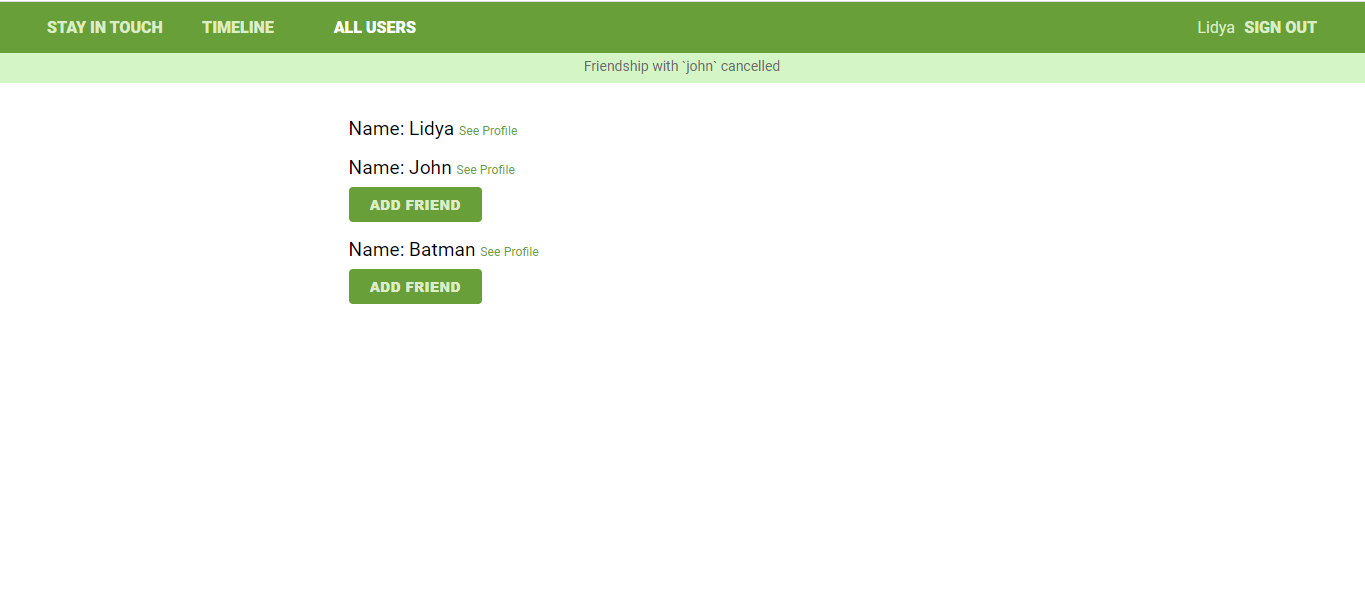 STAY IN TOUCH TIMELINE ALL USERS Lidya SIGN OUT
Friendship with `john` cancelled
Name: Lidya See Profile
Name: John See Profile
ADD FRIEND
Name: Batman See Profile
ADD FRIEND